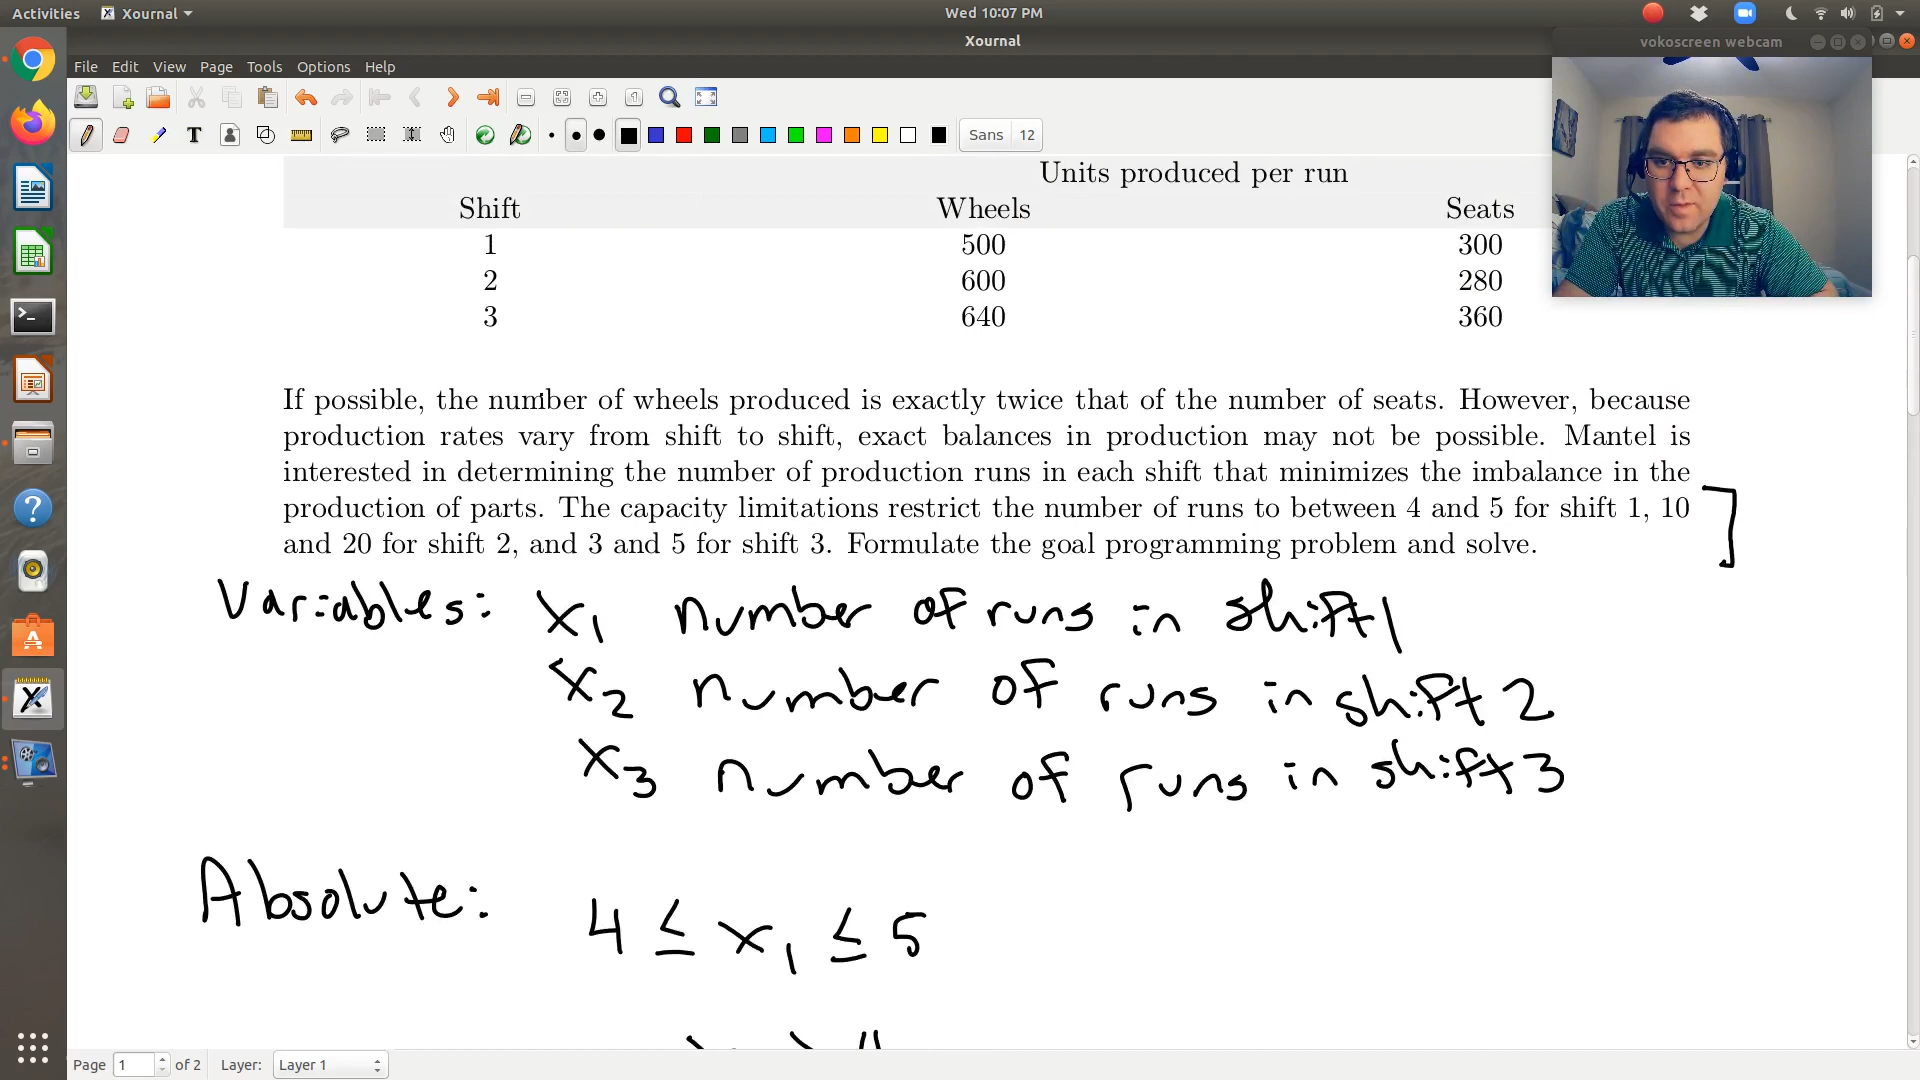 Activities Xournal Wed 10:07 PM
Xournal
vokoscreen webcam
File Edit View Page Tools Options Help
Sans 12
Units produced per run
Shift Wheels Seats
1 500 300
2 600 280
3 640 360
If possible, the number of wheels produced is exactly twice that of the number of seats. However, because
production rates vary from shift to shift, exact balances in production may not be possible. Mantel is
interested in determining the number of production runs in each shift that minimizes the imbalance in the
production of parts. The capacity limitations restrict the number of runs to between 4 and 5 for shift 1, 10
and 20 for shift 2, and 3 and 5 for shift 3. Formulate the goal programming problem and solve.
Variables: x₁ number of runs in shift 1
x₂ number of runs in shift 2
x₃ number of runs in shift 3
Absolute: 4 ≤ x₁ ≤ 5
Page 1 of 2 Layer: Layer 1